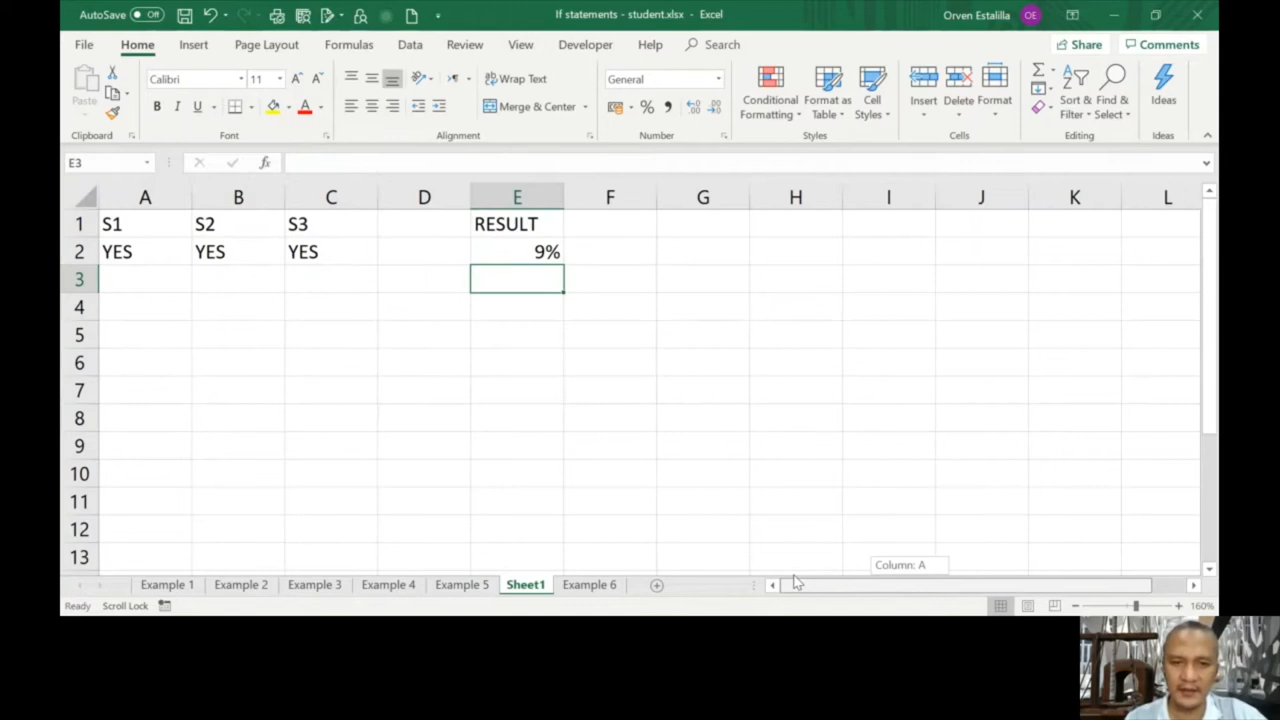 AutoSave Off If statements - student.xlsx - Excel Orven Estalilla OE
File Home Insert Page Layout Formulas Data Review View Developer Help Search Share Comments
Paste Calibri 11 A A Wrap Text General Conditional Formatting Format as Table Cell Styles Insert Delete Format Sort & Filter Find & Select Ideas
B I U A Merge & Center % ,
Clipboard Font Alignment Number Styles Cells Editing Ideas
E3 fx
A B C D E F G H I J K L
1 S1 S2 S3 RESULT
2 YES YES YES 9%
3
4
5
6
7
8
9
10
11
12
13
Column: A
Example 1 Example 2 Example 3 Example 4 Example 5 Sheet1 Example 6
Ready Scroll Lock 160%